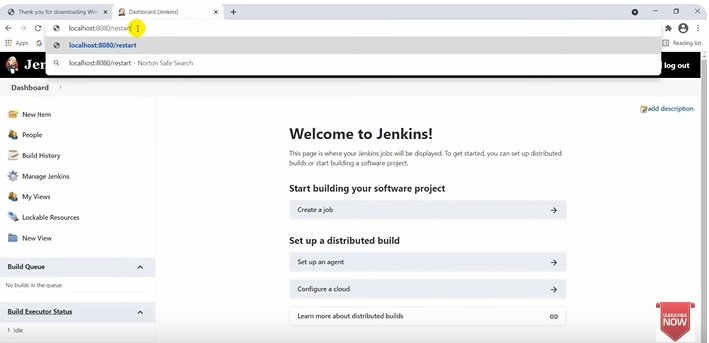 Thank you for downloading Wind
Dashboard [Jenkins]
localhost:8080/restart
Apps
G
Reading list
localhost:8080/restart
localhost:8080/restart - Norton Safe Search
Jen
log out
Dashboard
add description
New Item
People
Build History
Manage Jenkins
My Views
Lockable Resources
New View
Build Queue
No builds in the queue.
Build Executor Status
1 Idle
Welcome to Jenkins!
This page is where your Jenkins jobs will be displayed. To get started, you can set up distributed
builds or start building a software project.
Start building your software project
Create a job
Set up a distributed build
Set up an agent
Configure a cloud
Learn more about distributed builds
SUBSCRIBE
NOW